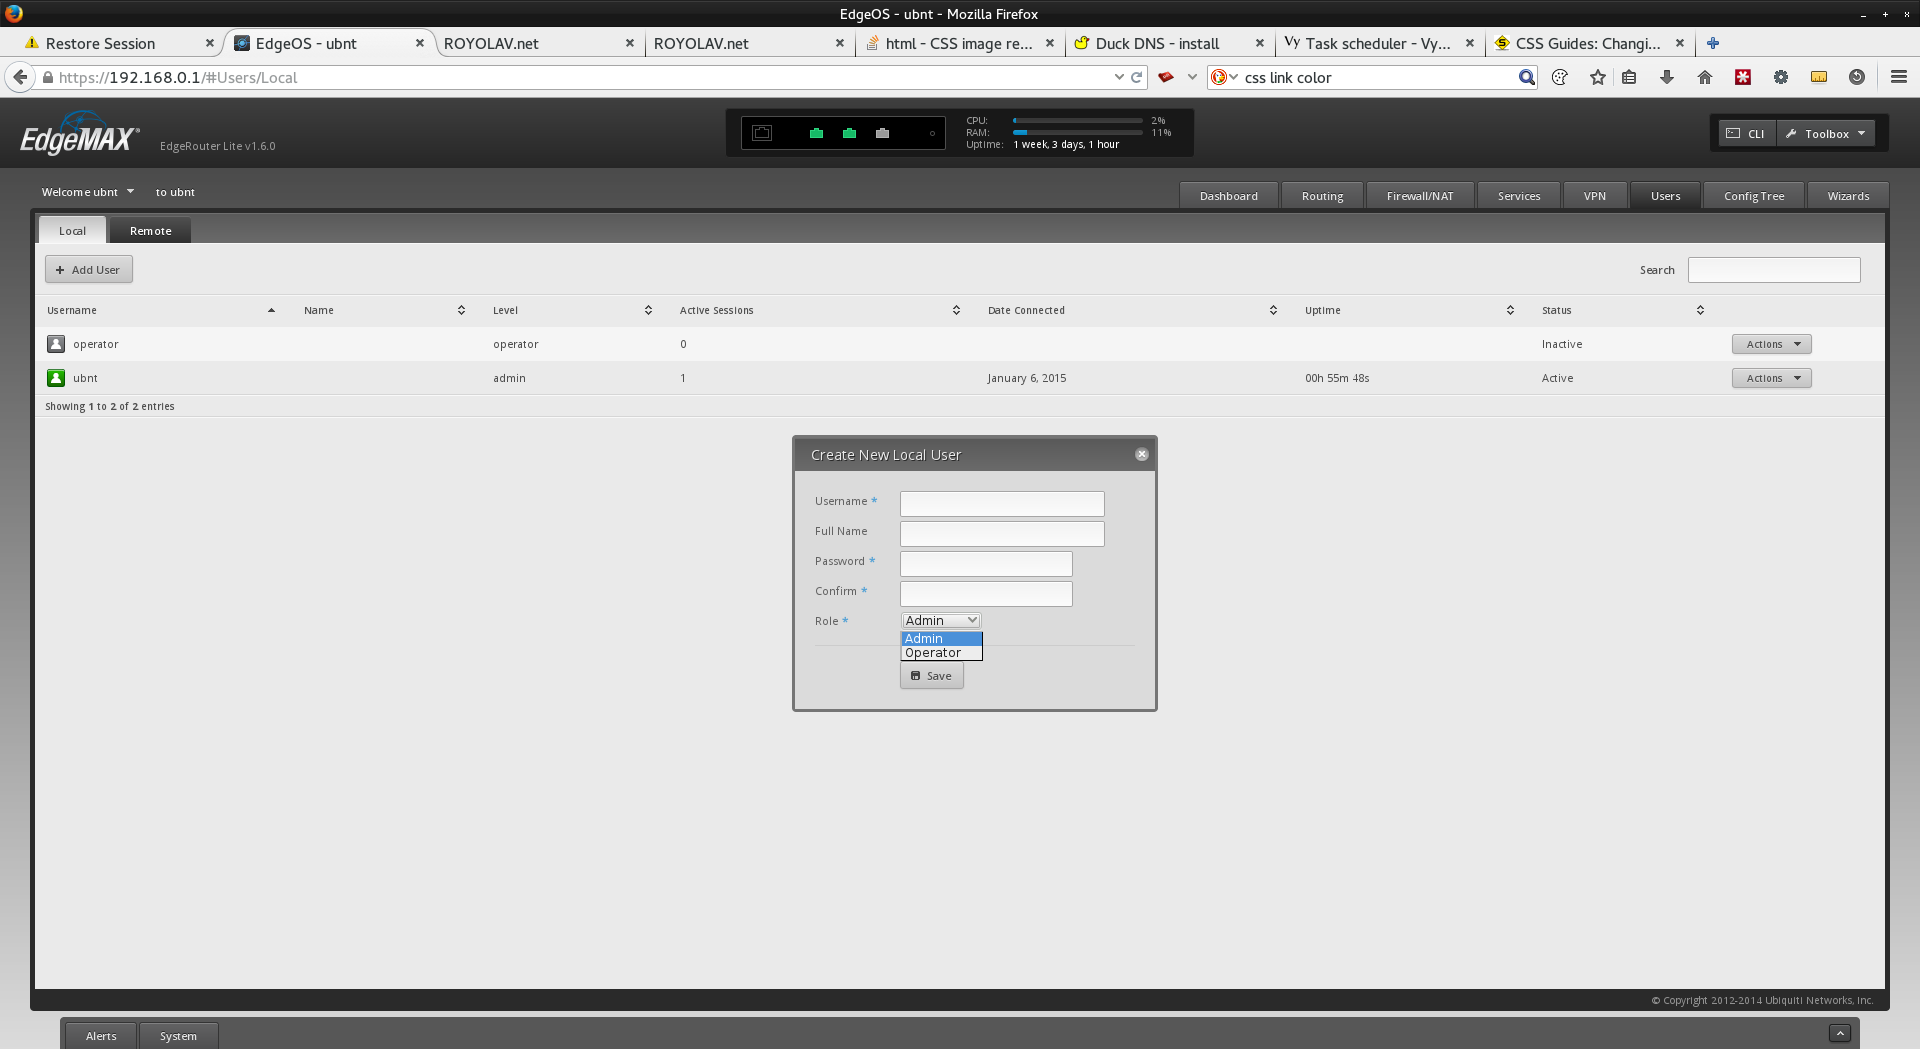 EdgeOS - ubnt - Mozilla Firefox
Restore Session
EdgeOS - ubnt
ROYOLAV.net
ROYOLAV.net
html - CSS image re...
Duck DNS - install
Vy Task scheduler - Vy...
CSS Guides: Changi...
https://192.168.0.1/#Users/Local
css link color
EdgeMAX®
EdgeRouter Lite v1.6.0
CPU: 2%
RAM: 11%
Uptime: 1 week, 3 days, 1 hour
CLI
Toolbox
Welcome ubnt to ubnt
Dashboard Routing Firewall/NAT Services VPN Users Config Tree Wizards
Local Remote
+ Add User
Search
Username Name Level Active Sessions Date Connected Uptime Status
operator operator 0 Inactive Actions
ubnt admin 1 January 6, 2015 00h 55m 48s Active Actions
Showing 1 to 2 of 2 entries
Create New Local User
Username *
Full Name
Password *
Confirm *
Role * Admin
Admin
Operator
Save
© Copyright 2012-2014 Ubiquiti Networks, Inc.
Alerts System